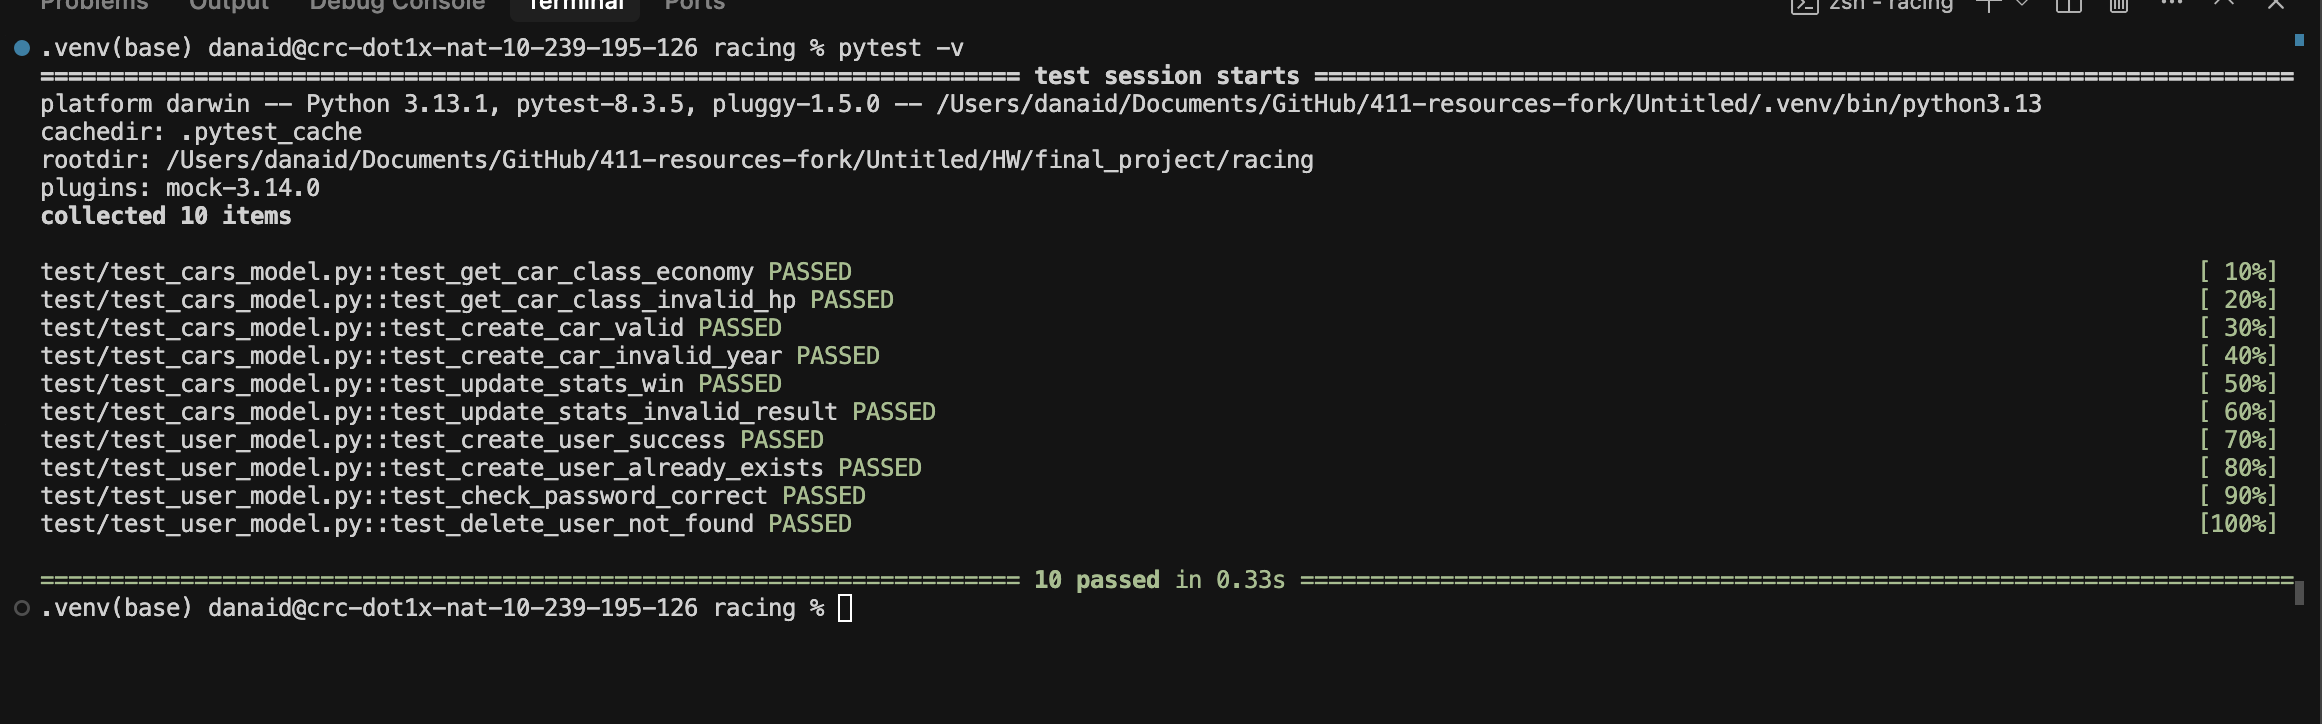 Problems Output Debug Console Terminal Ports zsh - racing
.venv(base) danaid@crc-dot1x-nat-10-239-195-126 racing % pytest -v
====================================================================== test session starts ======================================================================
platform darwin -- Python 3.13.1, pytest-8.3.5, pluggy-1.5.0 -- /Users/danaid/Documents/GitHub/411-resources-fork/Untitled/.venv/bin/python3.13
cachedir: .pytest_cache
rootdir: /Users/danaid/Documents/GitHub/411-resources-fork/Untitled/HW/final_project/racing
plugins: mock-3.14.0
collected 10 items
test/test_cars_model.py::test_get_car_class_economy PASSED [ 10%]
test/test_cars_model.py::test_get_car_class_invalid_hp PASSED [ 20%]
test/test_cars_model.py::test_create_car_valid PASSED [ 30%]
test/test_cars_model.py::test_create_car_invalid_year PASSED [ 40%]
test/test_cars_model.py::test_update_stats_win PASSED [ 50%]
test/test_cars_model.py::test_update_stats_invalid_result PASSED [ 60%]
test/test_user_model.py::test_create_user_success PASSED [ 70%]
test/test_user_model.py::test_create_user_already_exists PASSED [ 80%]
test/test_user_model.py::test_check_password_correct PASSED [ 90%]
test/test_user_model.py::test_delete_user_not_found PASSED [100%]
====================================================================== 10 passed in 0.33s =======================================================================
.venv(base) danaid@crc-dot1x-nat-10-239-195-126 racing %